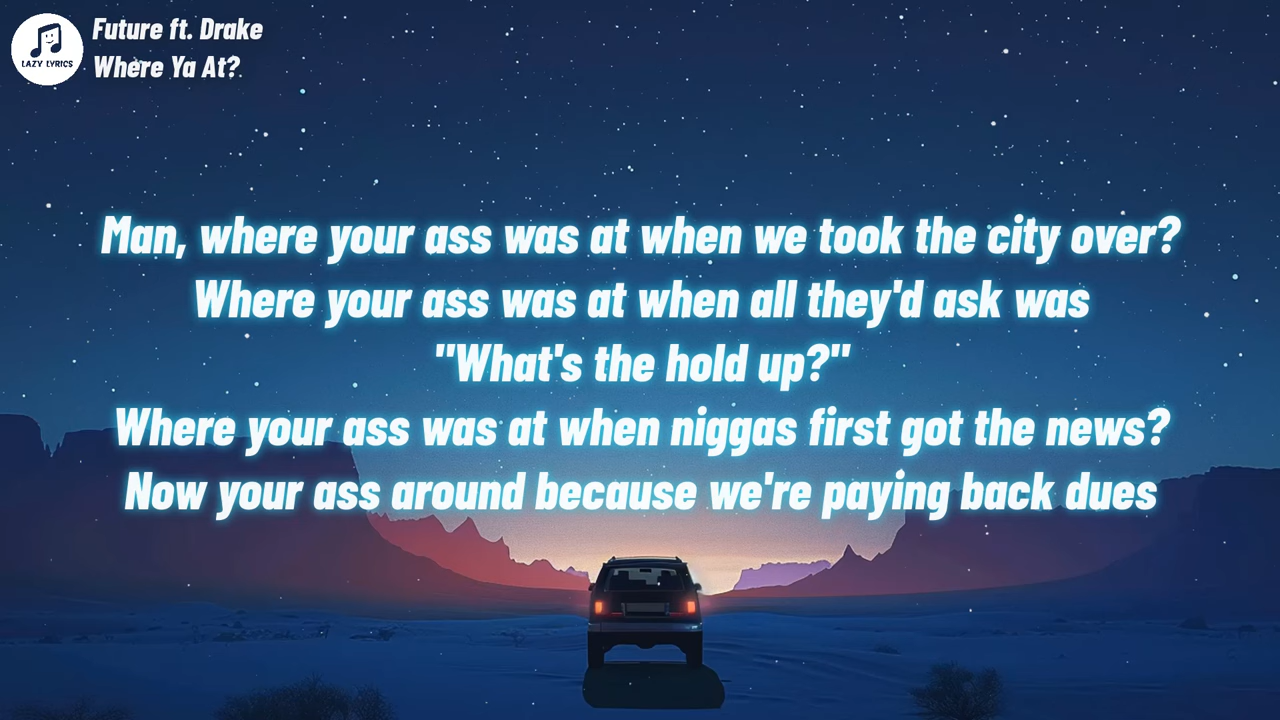 Future ft. Drake
Where Ya At?
LAZY LYRICS
Man, where your ass was at when we took the city over?
Where your ass was at when all they'd ask was
"What's the hold up?"
Where your ass was at when niggas first got the news?
Now your ass around because we're paying back dues